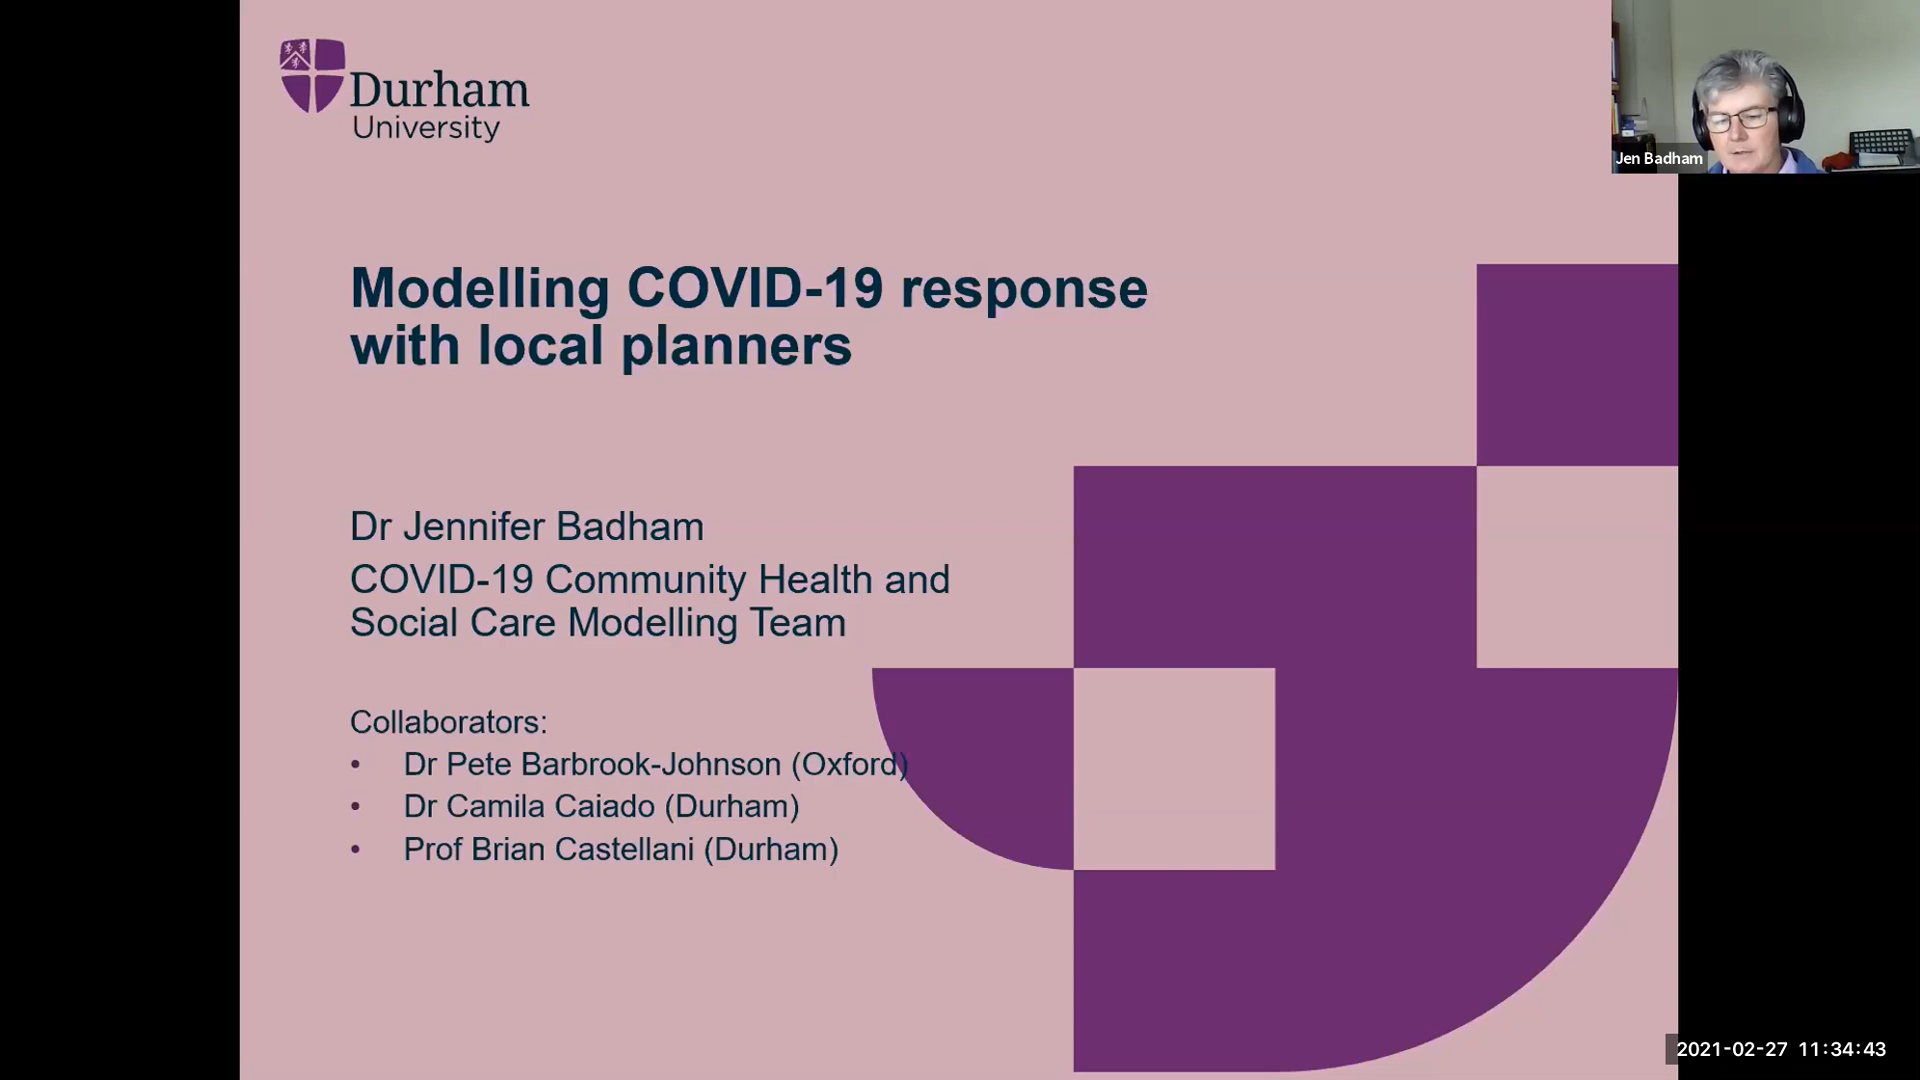 Durham
University
Jen Badham
Modelling COVID-19 response
with local planners
Dr Jennifer Badham
COVID-19 Community Health and
Social Care Modelling Team
Collaborators:
• Dr Pete Barbrook-Johnson (Oxford)
• Dr Camila Caiado (Durham)
• Prof Brian Castellani (Durham)
2021-02-27 11:34:43